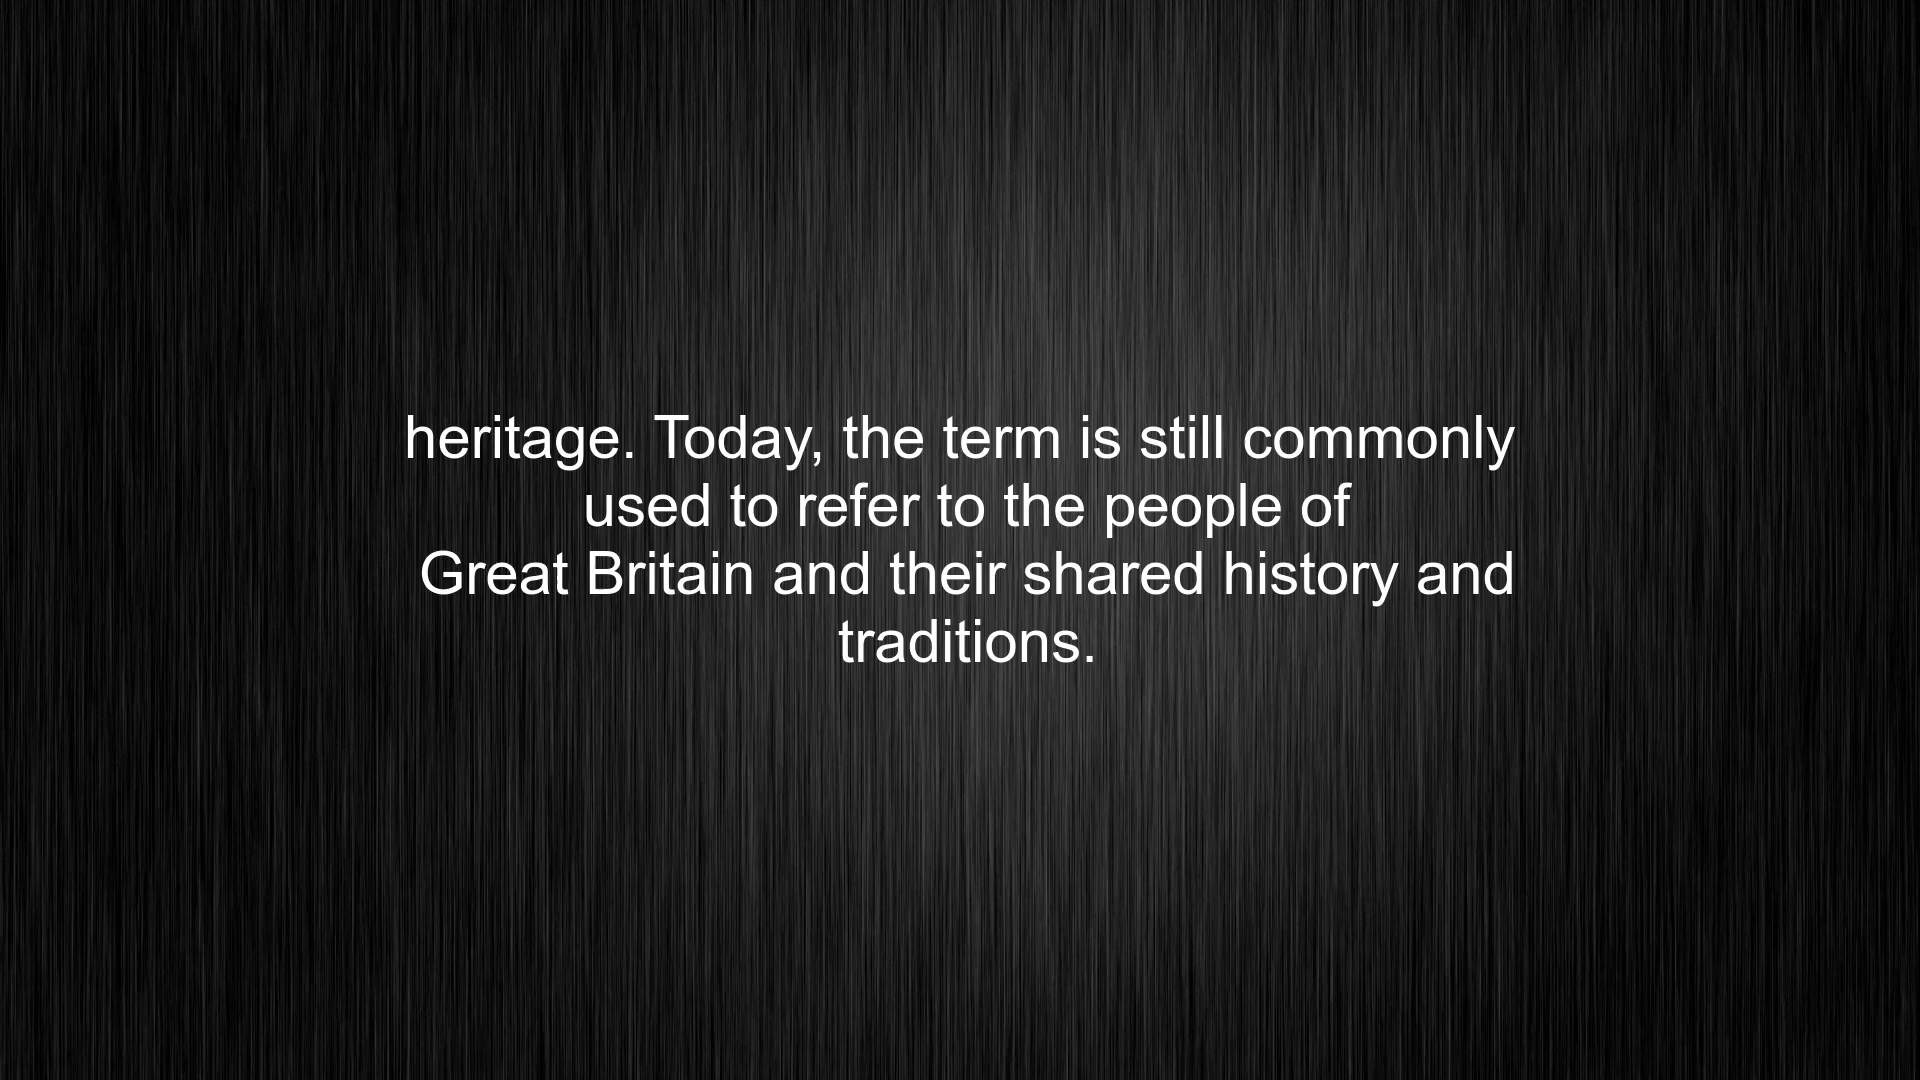 heritage. Today, the term is still commonly
used to refer to the people of
Great Britain and their shared history and
traditions.